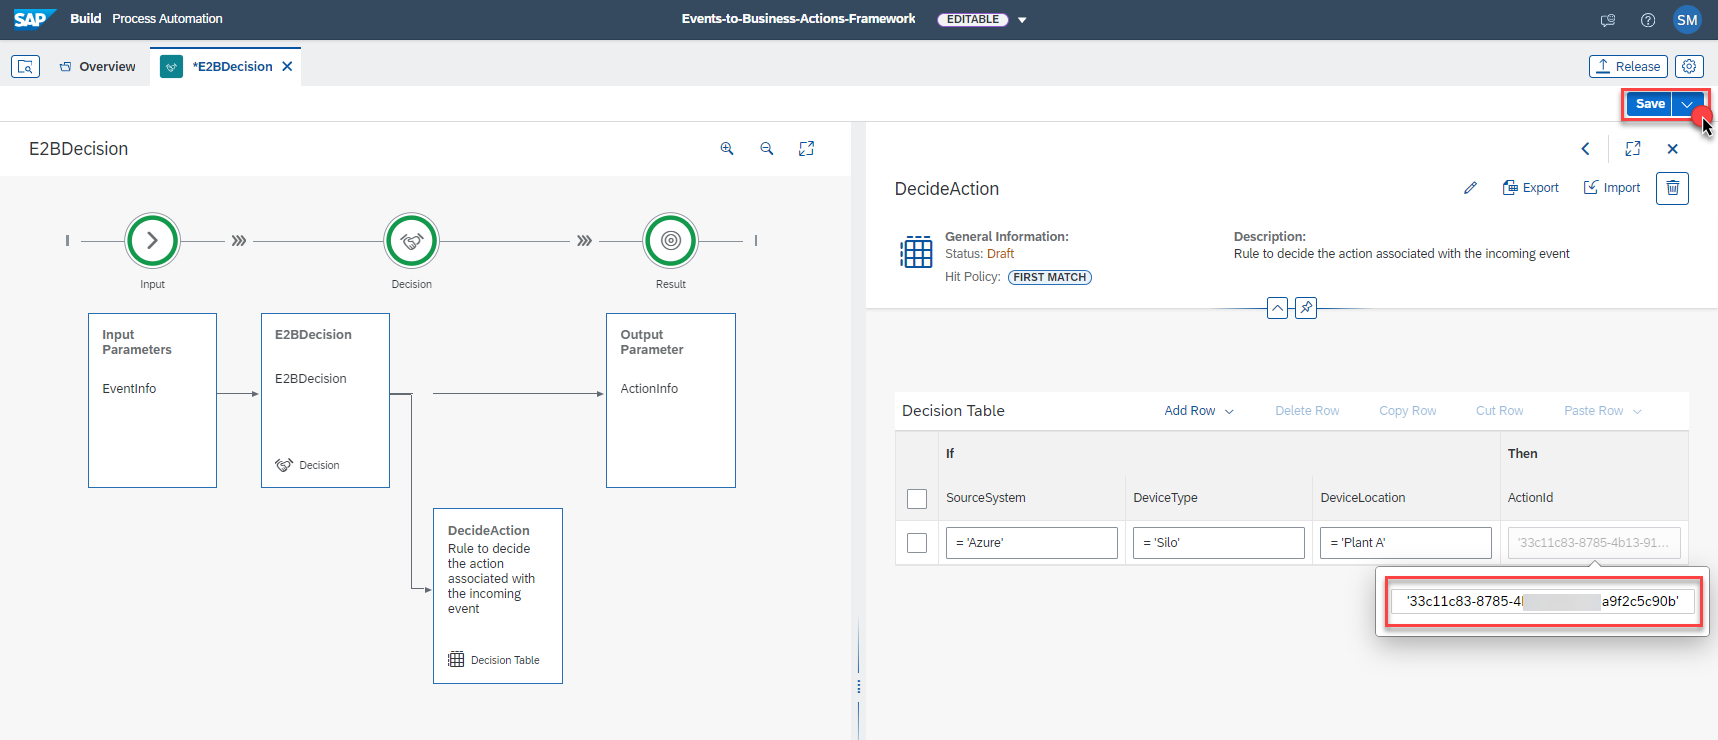 SAP Build Process Automation
Events-to-Business-Actions-Framework EDITABLE
SM
Overview
*E2BDecision
Release
Save
E2BDecision
Input
Decision
Result
Input
Parameters
EventInfo
E2BDecision
E2BDecision
Decision
Output
Parameter
ActionInfo
DecideAction
Rule to decide
the action
associated with
the incoming
event
Decision Table
DecideAction
Export
Import
General Information:
Status: Draft
Hit Policy: FIRST MATCH
Description:
Rule to decide the action associated with the incoming event
Decision Table
Add Row
Delete Row
Copy Row
Cut Row
Paste Row
If
Then
SourceSystem
DeviceType
DeviceLocation
ActionId
= 'Azure'
= 'Silo'
= 'Plant A'
'33c11c83-8785-4b13-91...
'33c11c83-8785-4 a9f2c5c90b'